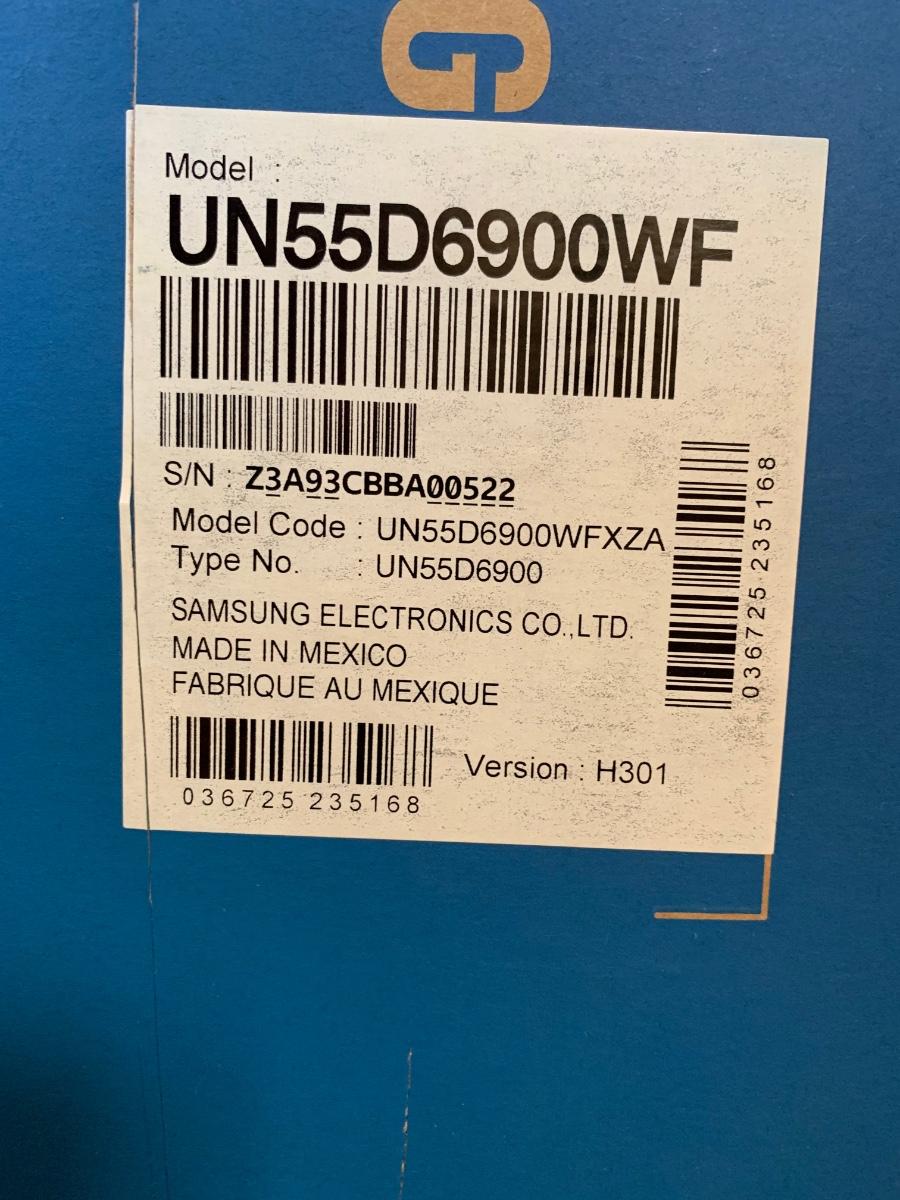 G
Model :
UN55D6900WF
S/N : Z3A93CBBA00522
Model Code : UN55D6900WFXZA
Type No. : UN55D6900
SAMSUNG ELECTRONICS CO.,LTD.
MADE IN MEXICO
FABRIQUE AU MEXIQUE
036725 235168
Version : H301
036725 235168